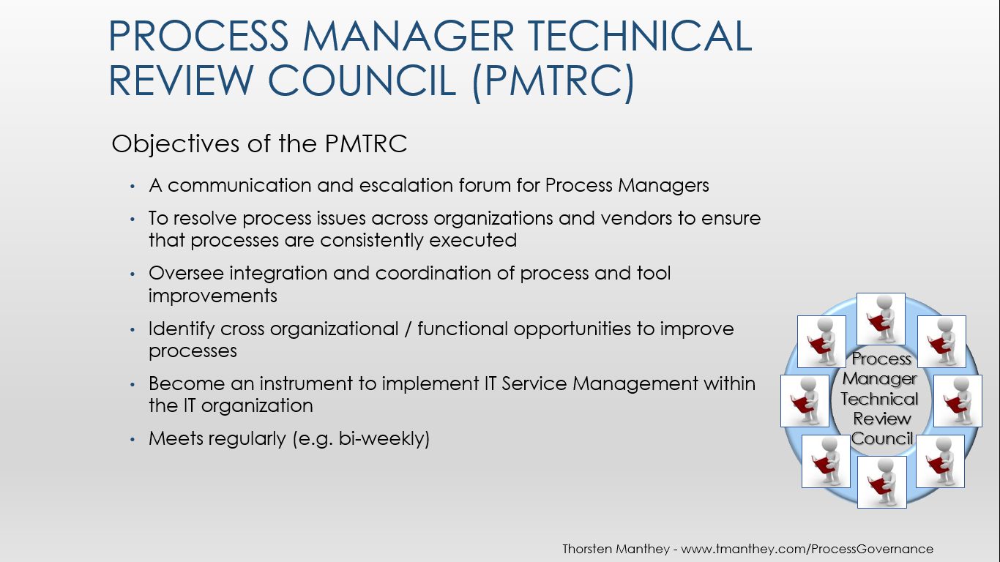 PROCESS MANAGER TECHNICAL
REVIEW COUNCIL (PMTRC)
Objectives of the PMTRC
• A communication and escalation forum for Process Managers
• To resolve process issues across organizations and vendors to ensure
that processes are consistently executed
• Oversee integration and coordination of process and tool
improvements
• Identify cross organizational / functional opportunities to improve
processes
• Become an instrument to implement IT Service Management within
the IT organization
• Meets regularly (e.g. bi-weekly)
Process
Manager
Technical
Review
Council
Thorsten Manthey - www.tmanthey.com/ProcessGovernance